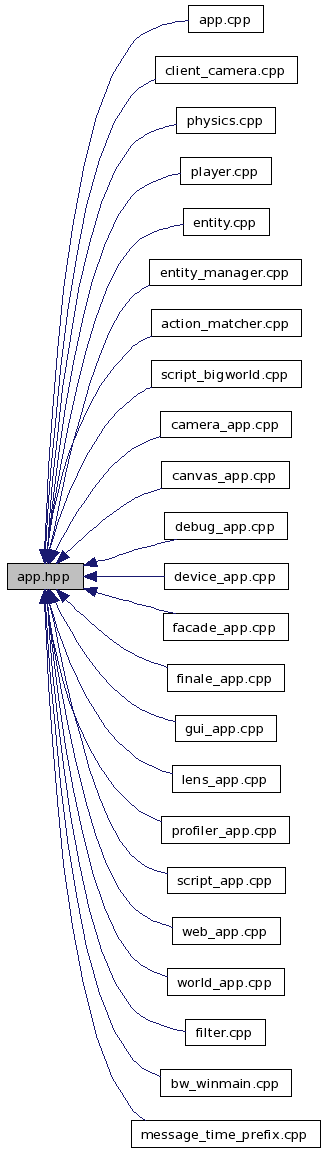 app.cpp
client_camera.cpp
physics.cpp
player.cpp
entity.cpp
entity_manager.cpp
action_matcher.cpp
script_bigworld.cpp
camera_app.cpp
canvas_app.cpp
debug_app.cpp
app.hpp
device_app.cpp
facade_app.cpp
finale_app.cpp
gui_app.cpp
lens_app.cpp
profiler_app.cpp
script_app.cpp
web_app.cpp
world_app.cpp
filter.cpp
bw_winmain.cpp
message_time_prefix.cpp